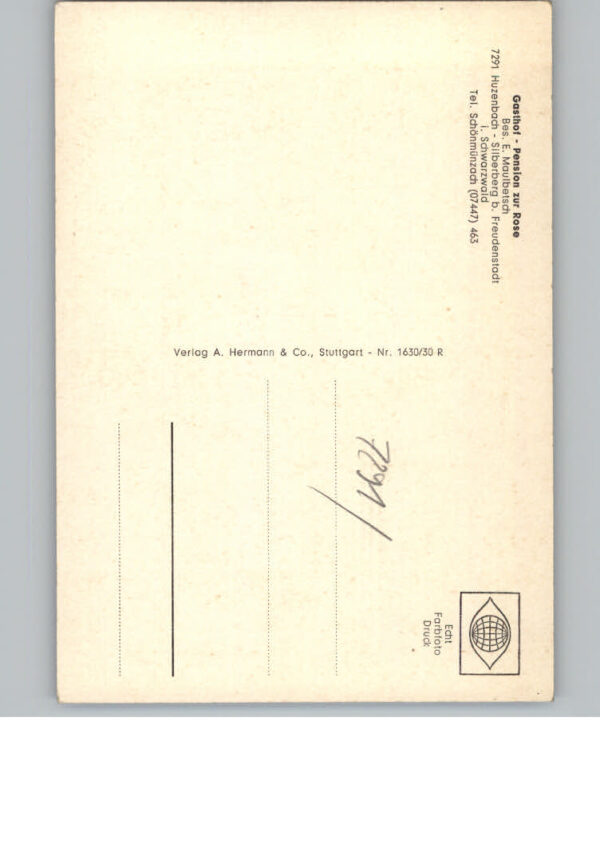 Gasthof - Pension zur Rose
Bes. E. Maulbetsch
7291 Huzenbach - Silberberg b. Freudenstadt
i. Schwarzwald
Tel. Schönmünzach (07447) 463
Verlag A. Hermann & Co., Stuttgart - Nr. 1630/30 R
7291
Echt
Farbfoto
Druck